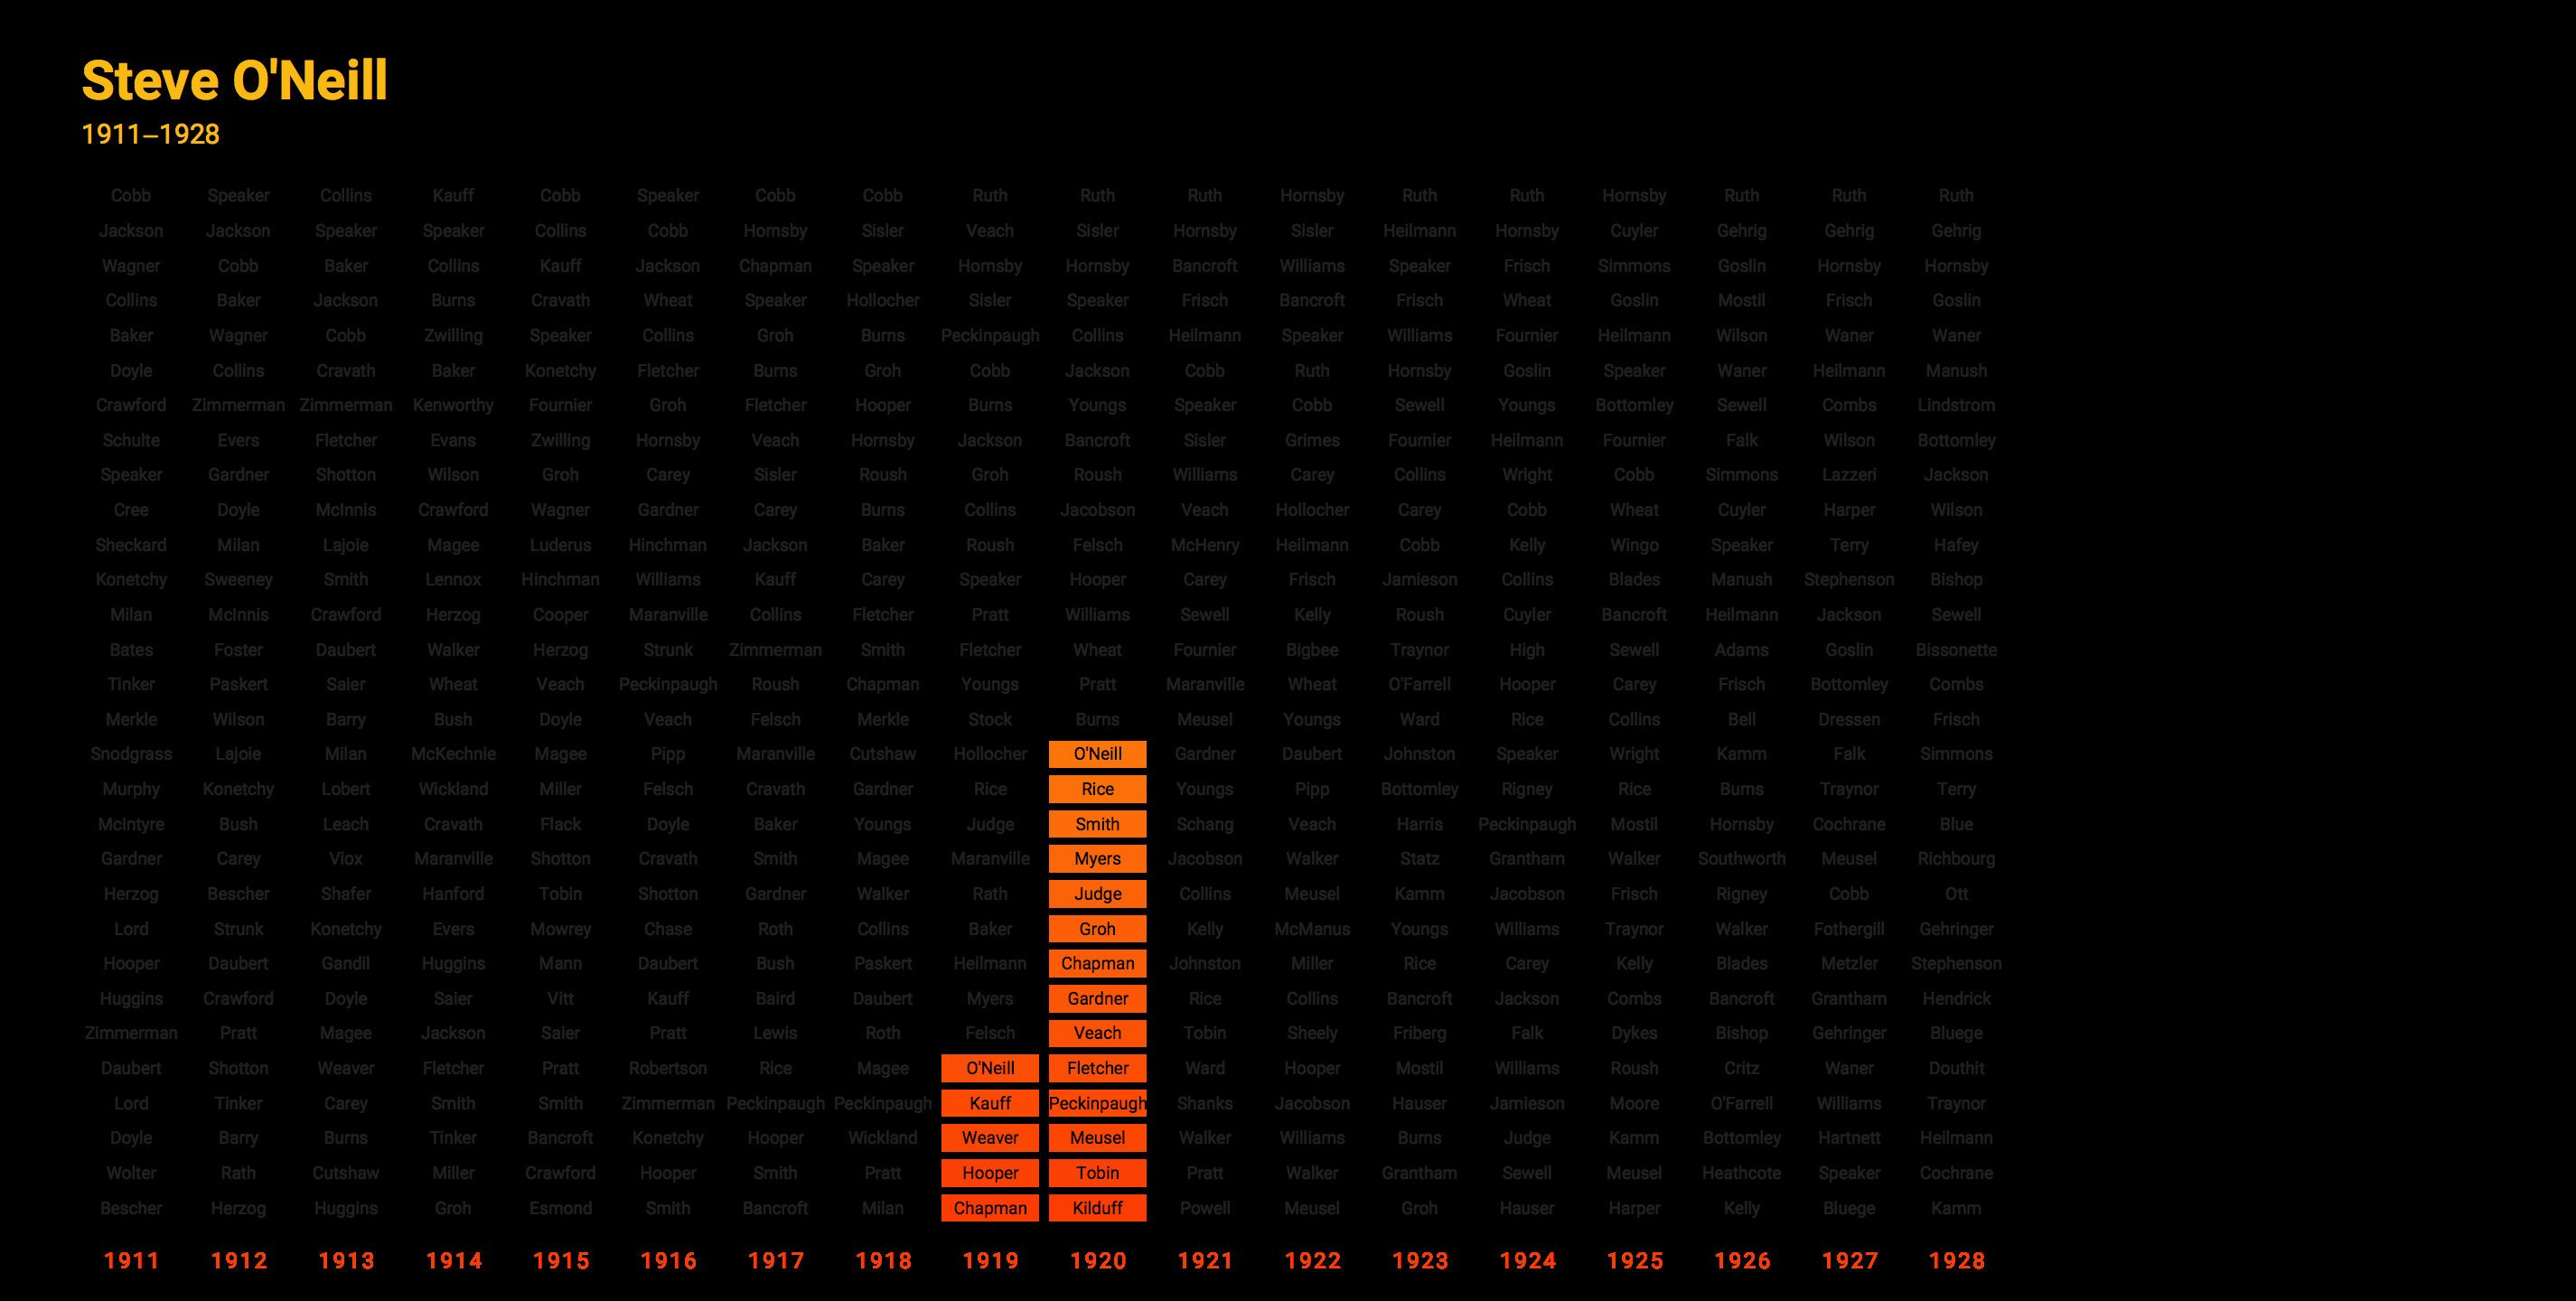 Steve O'Neill
1911–1928
Cobb Speaker Collins Kauff Cobb Speaker Cobb Cobb Ruth Ruth Ruth Hornsby Ruth Ruth Hornsby Ruth Ruth Ruth
Jackson Jackson Speaker Speaker Collins Cobb Hornsby Sisler Veach Sisler Hornsby Sisler Heilmann Hornsby Cuyler Gehrig Gehrig Gehrig
Wagner Cobb Baker Collins Kauff Jackson Chapman Speaker Hornsby Hornsby Bancroft Williams Speaker Frisch Simmons Goslin Hornsby Hornsby
Collins Baker Jackson Burns Cravath Wheat Speaker Hollocher Sisler Speaker Frisch Bancroft Frisch Wheat Goslin Mostil Frisch Goslin
Baker Wagner Cobb Zwilling Speaker Collins Groh Burns Peckinpaugh Collins Heilmann Speaker Williams Fournier Heilmann Wilson Waner Waner
Doyle Collins Cravath Baker Konetchy Fletcher Burns Groh Cobb Jackson Cobb Ruth Hornsby Goslin Speaker Waner Heilmann Manush
Crawford Zimmerman Zimmerman Kenworthy Fournier Groh Fletcher Hooper Burns Youngs Speaker Cobb Sewell Youngs Bottomley Sewell Combs Lindstrom
Schulte Evers Fletcher Evans Zwilling Hornsby Veach Hornsby Jackson Bancroft Sisler Grimes Fournier Heilmann Fournier Falk Wilson Bottomley
Speaker Gardner Shotton Wilson Groh Carey Sisler Roush Groh Roush Williams Carey Collins Wright Cobb Simmons Lazzeri Jackson
Cree Doyle McInnis Crawford Wagner Gardner Carey Burns Collins Jacobson Veach Hollocher Carey Cobb Wheat Cuyler Harper Wilson
Sheckard Milan Lajoie Magee Luderus Hinchman Jackson Baker Roush Felsch McHenry Heilmann Cobb Kelly Wingo Speaker Terry Hafey
Konetchy Sweeney Smith Lennox Hinchman Williams Kauff Carey Speaker Hooper Carey Frisch Jamieson Collins Blades Manush Stephenson Bishop
Milan McInnis Crawford Herzog Cooper Maranville Collins Fletcher Pratt Williams Sewell Kelly Roush Cuyler Bancroft Heilmann Jackson Sewell
Bates Foster Daubert Walker Herzog Strunk Zimmerman Smith Fletcher Wheat Fournier Bigbee Traynor High Sewell Adams Goslin Bissonette
Tinker Paskert Saier Wheat Veach Peckinpaugh Roush Chapman Youngs Pratt Maranville Wheat O'Farrell Hooper Carey Frisch Bottomley Combs
Merkle Wilson Barry Bush Doyle Veach Felsch Merkle Stock Burns Meusel Youngs Ward Rice Collins Bell Dressen Frisch
Snodgrass Lajoie Milan McKechnie Magee Pipp Maranville Cutshaw Hollocher O'Neill Gardner Daubert Johnston Speaker Wright Kamm Falk Simmons
Murphy Konetchy Lobert Wickland Miller Felsch Cravath Gardner Rice Rice Youngs Pipp Bottomley Rigney Rice Burns Traynor Terry
McIntyre Bush Leach Cravath Flack Doyle Baker Youngs Judge Smith Schang Veach Harris Peckinpaugh Mostil Hornsby Cochrane Blue
Gardner Carey Viox Maranville Shotton Cravath Smith Magee Maranville Myers Jacobson Walker Statz Grantham Walker Southworth Meusel Richbourg
Herzog Bescher Shafer Hanford Tobin Shotton Gardner Walker Rath Judge Collins Meusel Kamm Jacobson Frisch Rigney Cobb Ott
Lord Strunk Konetchy Evers Mowrey Chase Roth Collins Baker Groh Kelly McManus Youngs Williams Traynor Walker Fothergill Gehringer
Hooper Daubert Gandil Huggins Mann Daubert Bush Paskert Heilmann Chapman Johnston Miller Rice Carey Kelly Blades Metzler Stephenson
Huggins Crawford Doyle Saier Vitt Kauff Baird Daubert Myers Gardner Rice Collins Bancroft Jackson Combs Bancroft Grantham Hendrick
Zimmerman Pratt Magee Jackson Saier Pratt Lewis Roth Felsch Veach Tobin Sheely Friberg Falk Dykes Bishop Gehringer Bluege
Daubert Shotton Weaver Fletcher Pratt Robertson Rice Magee O'Neill Fletcher Ward Hooper Mostil Williams Roush Critz Waner Douthit
Lord Tinker Carey Smith Smith Zimmerman Peckinpaugh Peckinpaugh Kauff Peckinpaugh Shanks Jacobson Hauser Jamieson Moore O'Farrell Williams Traynor
Doyle Barry Burns Tinker Bancroft Konetchy Hooper Wickland Weaver Meusel Walker Williams Burns Judge Kamm Bottomley Hartnett Heilmann
Wolter Rath Cutshaw Miller Crawford Hooper Smith Pratt Hooper Tobin Pratt Walker Grantham Sewell Meusel Heathcote Speaker Cochrane
Bescher Herzog Huggins Groh Esmond Smith Bancroft Milan Chapman Kilduff Powell Meusel Groh Hauser Harper Kelly Bluege Kamm
1911 1912 1913 1914 1915 1916 1917 1918 1919 1920 1921 1922 1923 1924 1925 1926 1927 1928